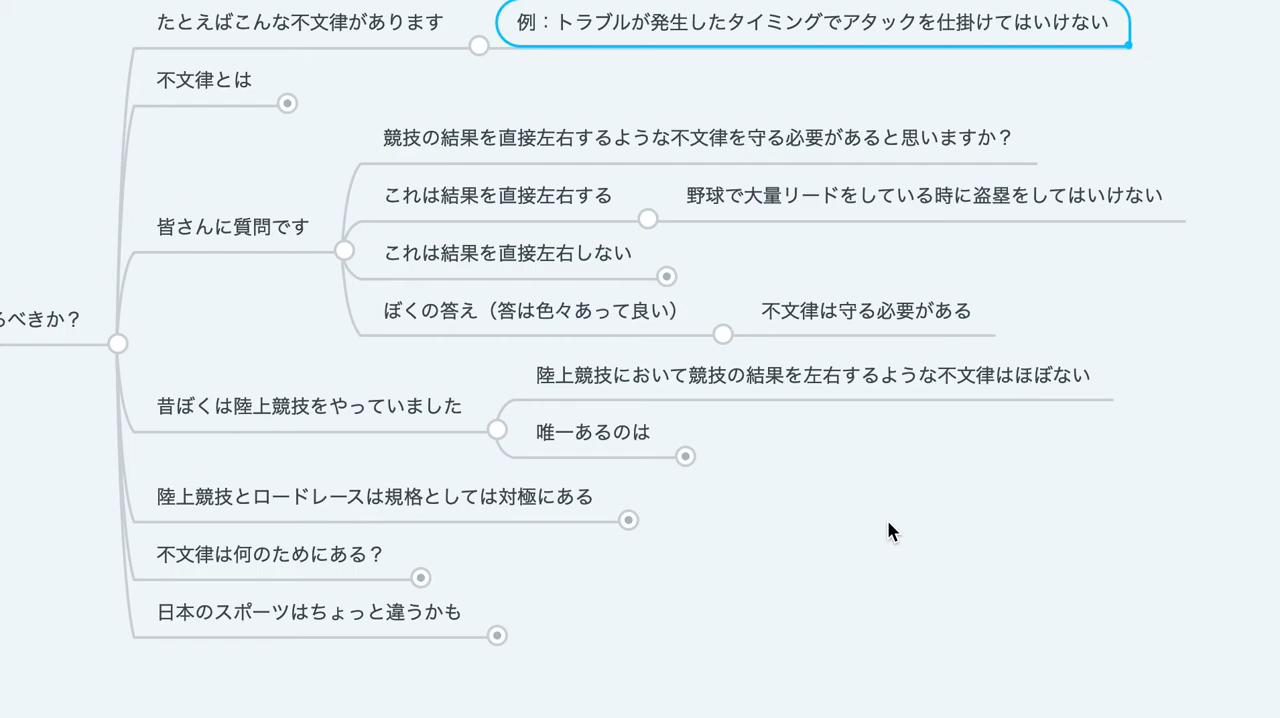 たとえばこんな不文律があります
例：トラブルが発生したタイミングでアタックを仕掛けてはいけない
不文律とは
皆さんに質問です
競技の結果を直接左右するような不文律を守る必要があると思いますか？
これは結果を直接左右する
野球で大量リードをしている時に盗塁をしてはいけない
これは結果を直接左右しない
ぼくの答え（答は色々あって良い）
不文律は守る必要がある
るべきか？
昔ぼくは陸上競技をやっていました
陸上競技において競技の結果を左右するような不文律はほぼない
唯一あるのは
陸上競技とロードレースは規格としては対極にある
不文律は何のためにある？
日本のスポーツはちょっと違うかも